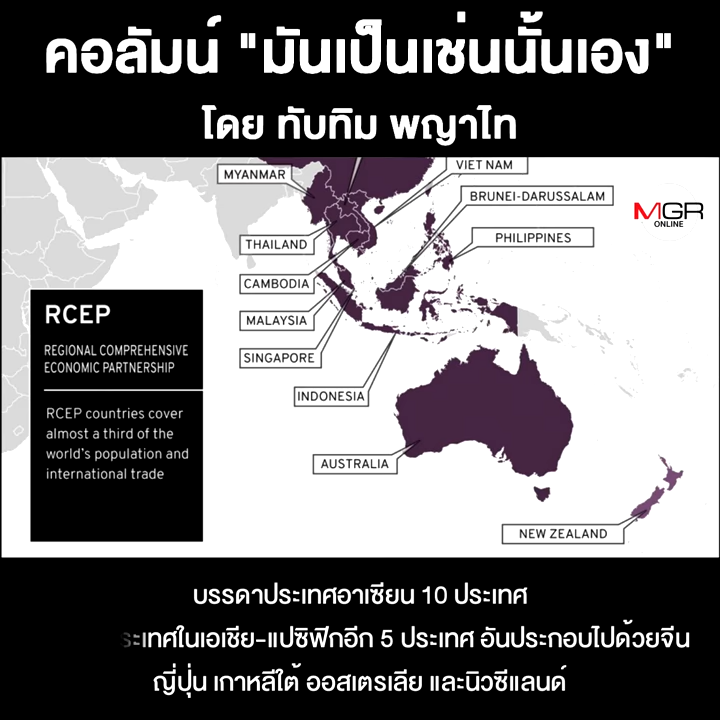 คอลัมน์ "มันเป็นเช่นนั้นเอง"
โดย ทับทิม พญาไท
MYANMAR
VIET NAM
BRUNEI-DARUSSALAM
MGR
ONLINE
THAILAND
PHILIPPINES
CAMBODIA
MALAYSIA
SINGAPORE
INDONESIA
RCEP
REGIONAL COMPREHENSIVE
ECONOMIC PARTNERSHIP
RCEP countries cover
almost a third of the
world's population and
international trade
AUSTRALIA
NEW ZEALAND
บรรดาประเทศอาเซียน 10 ประเทศ
ระเทศในเอเชีย-แปซิฟิกอีก 5 ประเทศ อันประกอบไปด้วยจีน
ญี่ปุ่น เกาหลีใต้ ออสเตรเลีย และนิวซีแลนด์